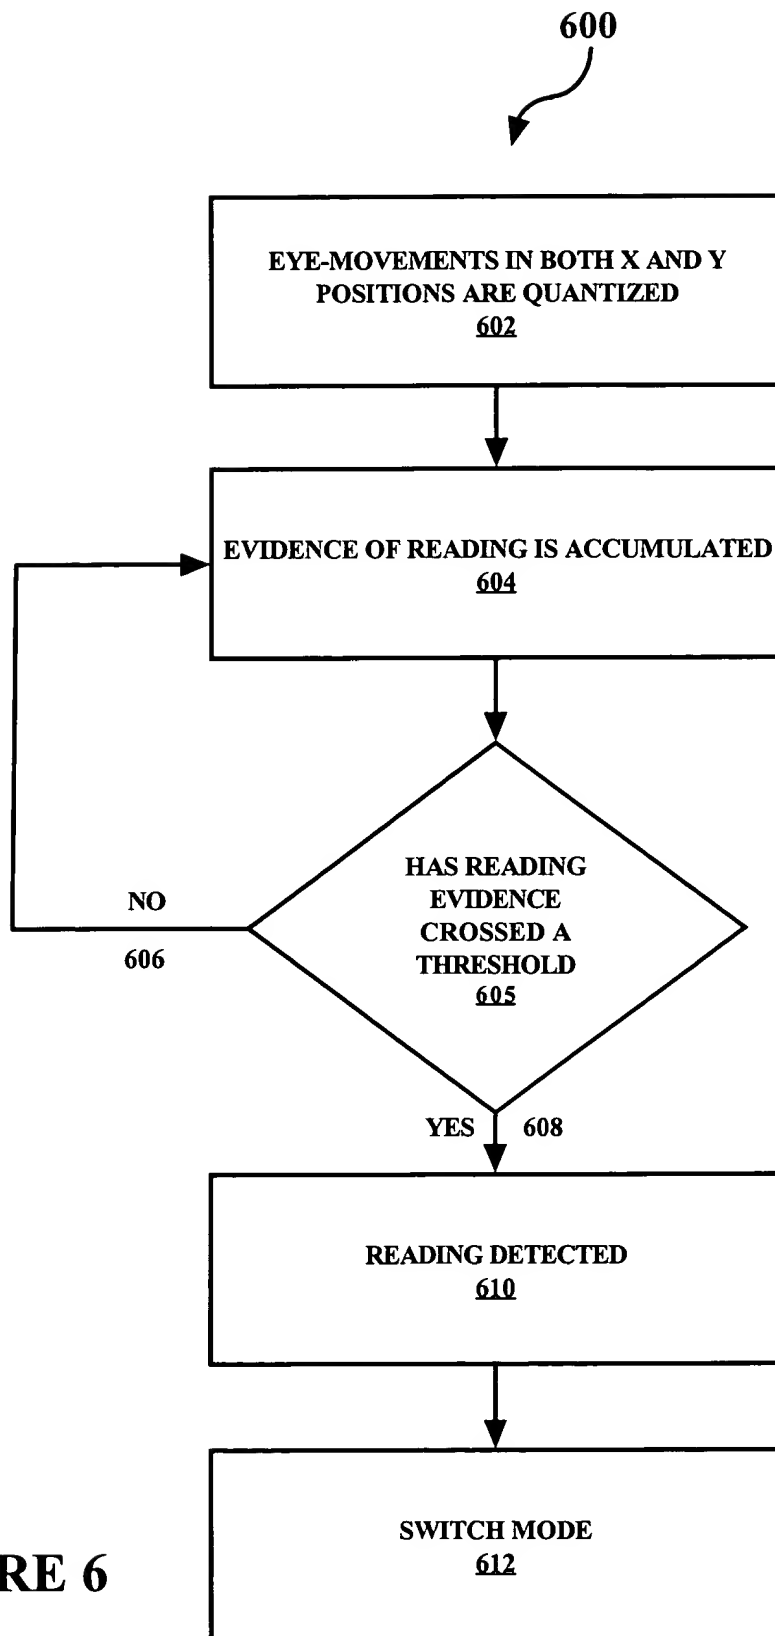 600
EYE-MOVEMENTS IN BOTH X AND Y
POSITIONS ARE QUANTIZED
602
EVIDENCE OF READING IS ACCUMULATED
604
HAS READING
EVIDENCE
CROSSED A
THRESHOLD
605
NO
606
YES 608
READING DETECTED
610
SWITCH MODE
612
RE 6